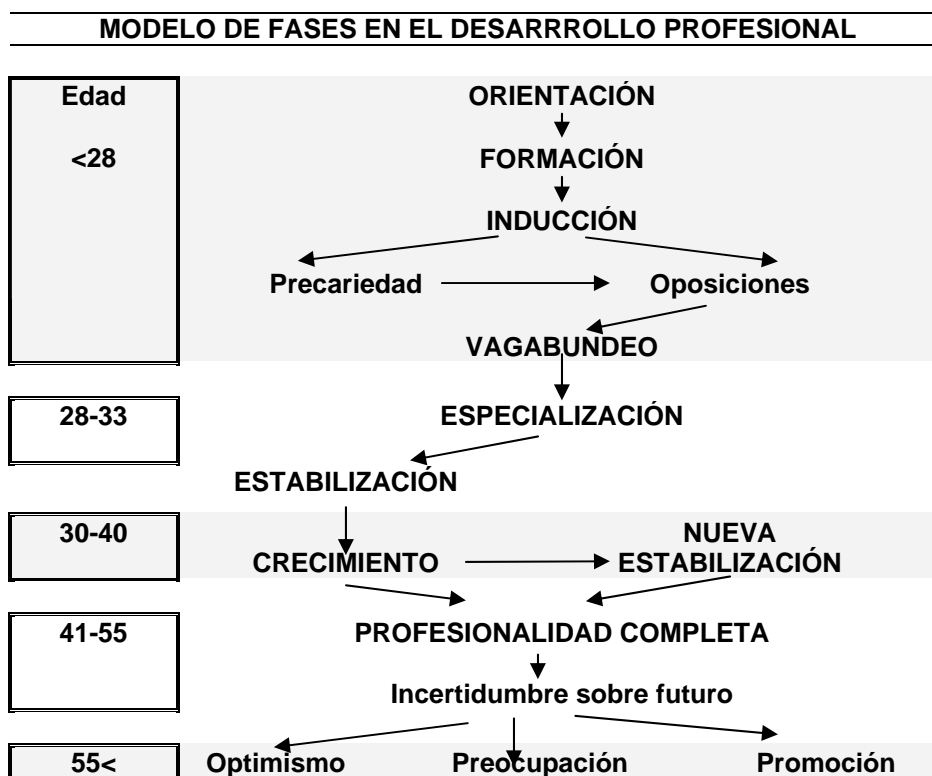 MODELO DE FASES EN EL DESARRROLLO PROFESIONAL
Edad
ORIENTACIÓN
<28
FORMACIÓN
INDUCCIÓN
Precariedad
Oposiciones
VAGABUNDEO
28-33
ESPECIALIZACIÓN
ESTABILIZACIÓN
30-40
NUEVA
CRECIMIENTO
ESTABILIZACIÓN
41-55
PROFESIONALIDAD COMPLETA
Incertidumbre sobre futuro
55<
Optimismo
Preocupación
Promoción